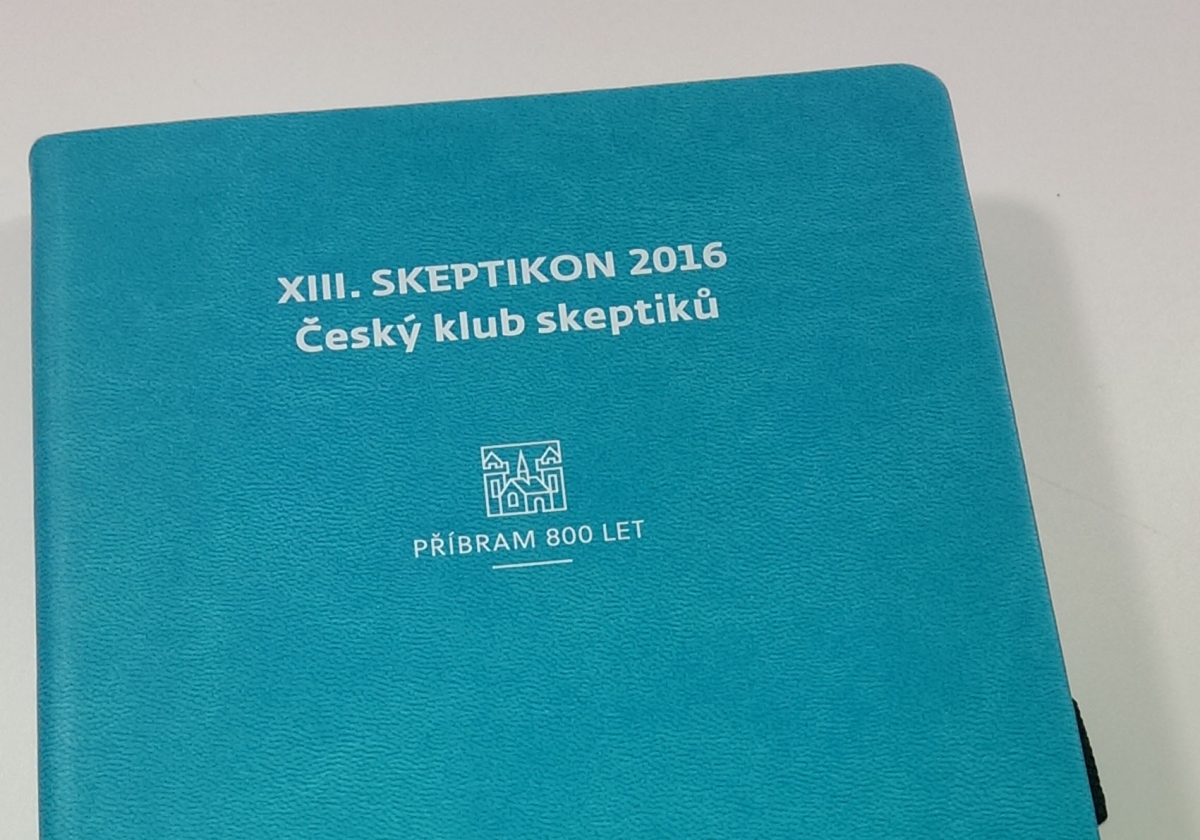 XIII. SKEPTIKON 2016
Český klub skeptiků
PŘÍBRAM 800 LET